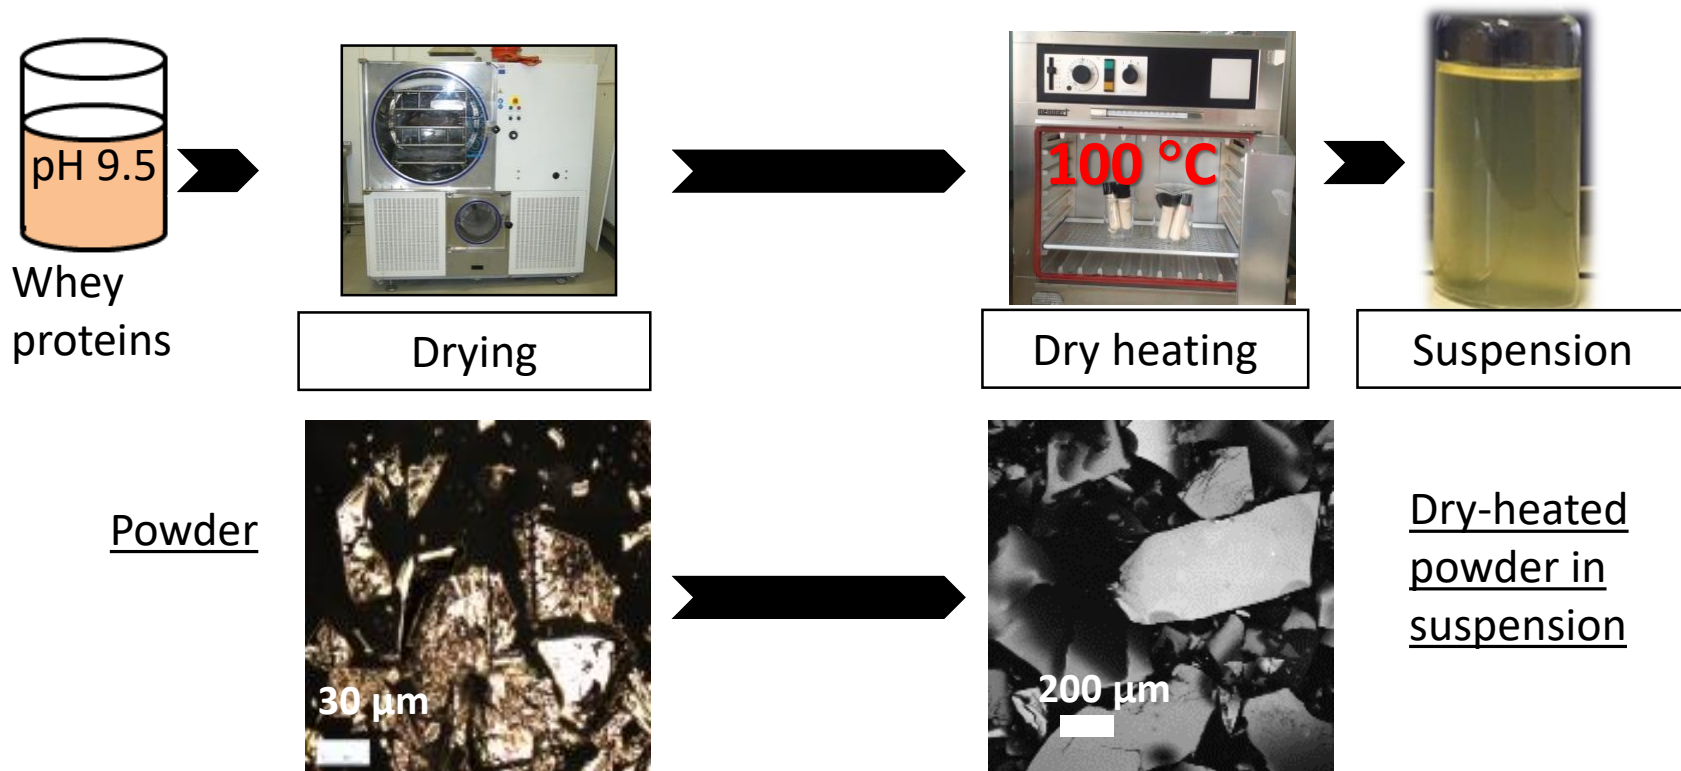 pH 9.5
100 °C
Whey
proteins
Drying
Dry heating
Suspension
Powder
30 µm
200 µm
Dry-heated
powder in
suspension